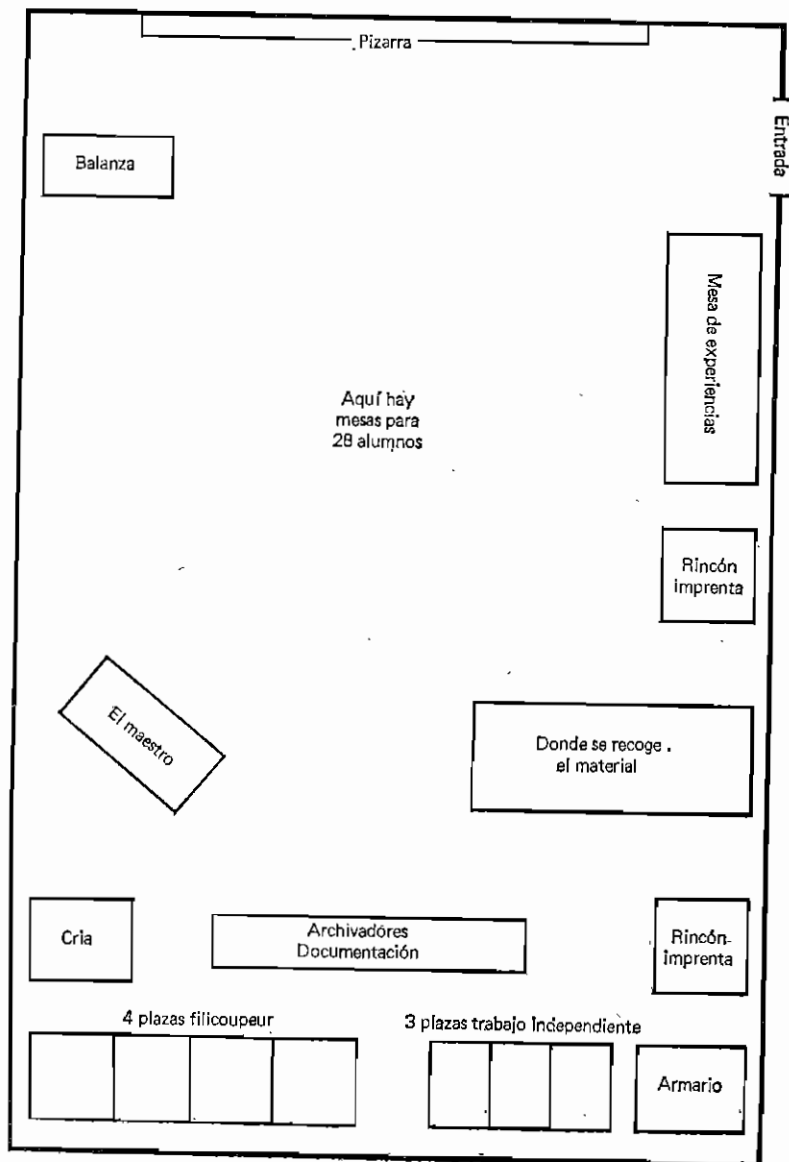 Pizarra
Entrada
Balanza
Mesa de experiencias
Aquí hay
mesas para
28 alumnos
Rincón
imprenta
El maestro
Donde se recoge
el material
Cria
Archivadores
Documentación
Rincón
imprenta
4 plazas filicoupeur
3 plazas trabajo independiente
Armario